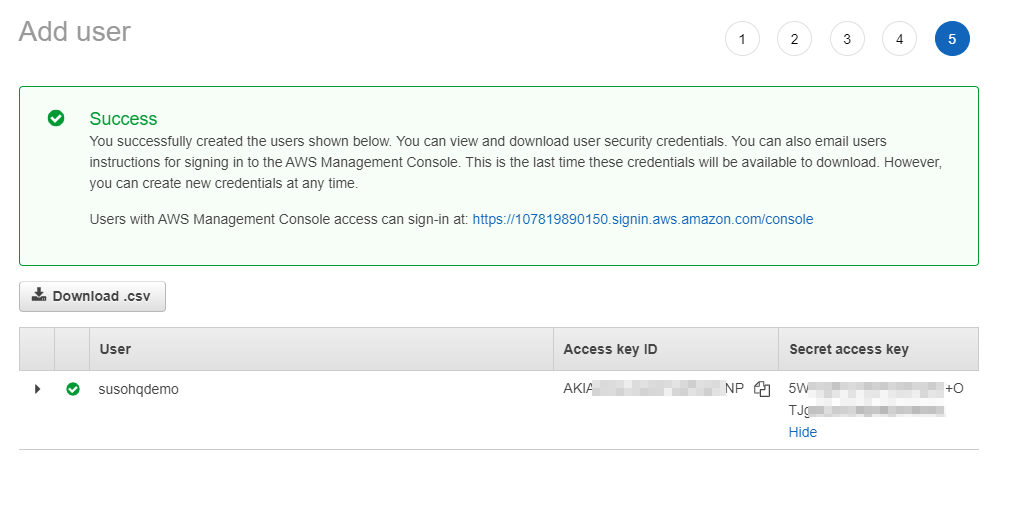 Add user
1 2 3 4 5
Success
You successfully created the users shown below. You can view and download user security credentials. You can also email users
instructions for signing in to the AWS Management Console. This is the last time these credentials will be available to download. However,
you can create new credentials at any time.
Users with AWS Management Console access can sign-in at: https://107819890150.signin.aws.amazon.com/console
Download .csv
User Access key ID Secret access key
susohqdemo AKIA NP 5W +O
TJg
Hide